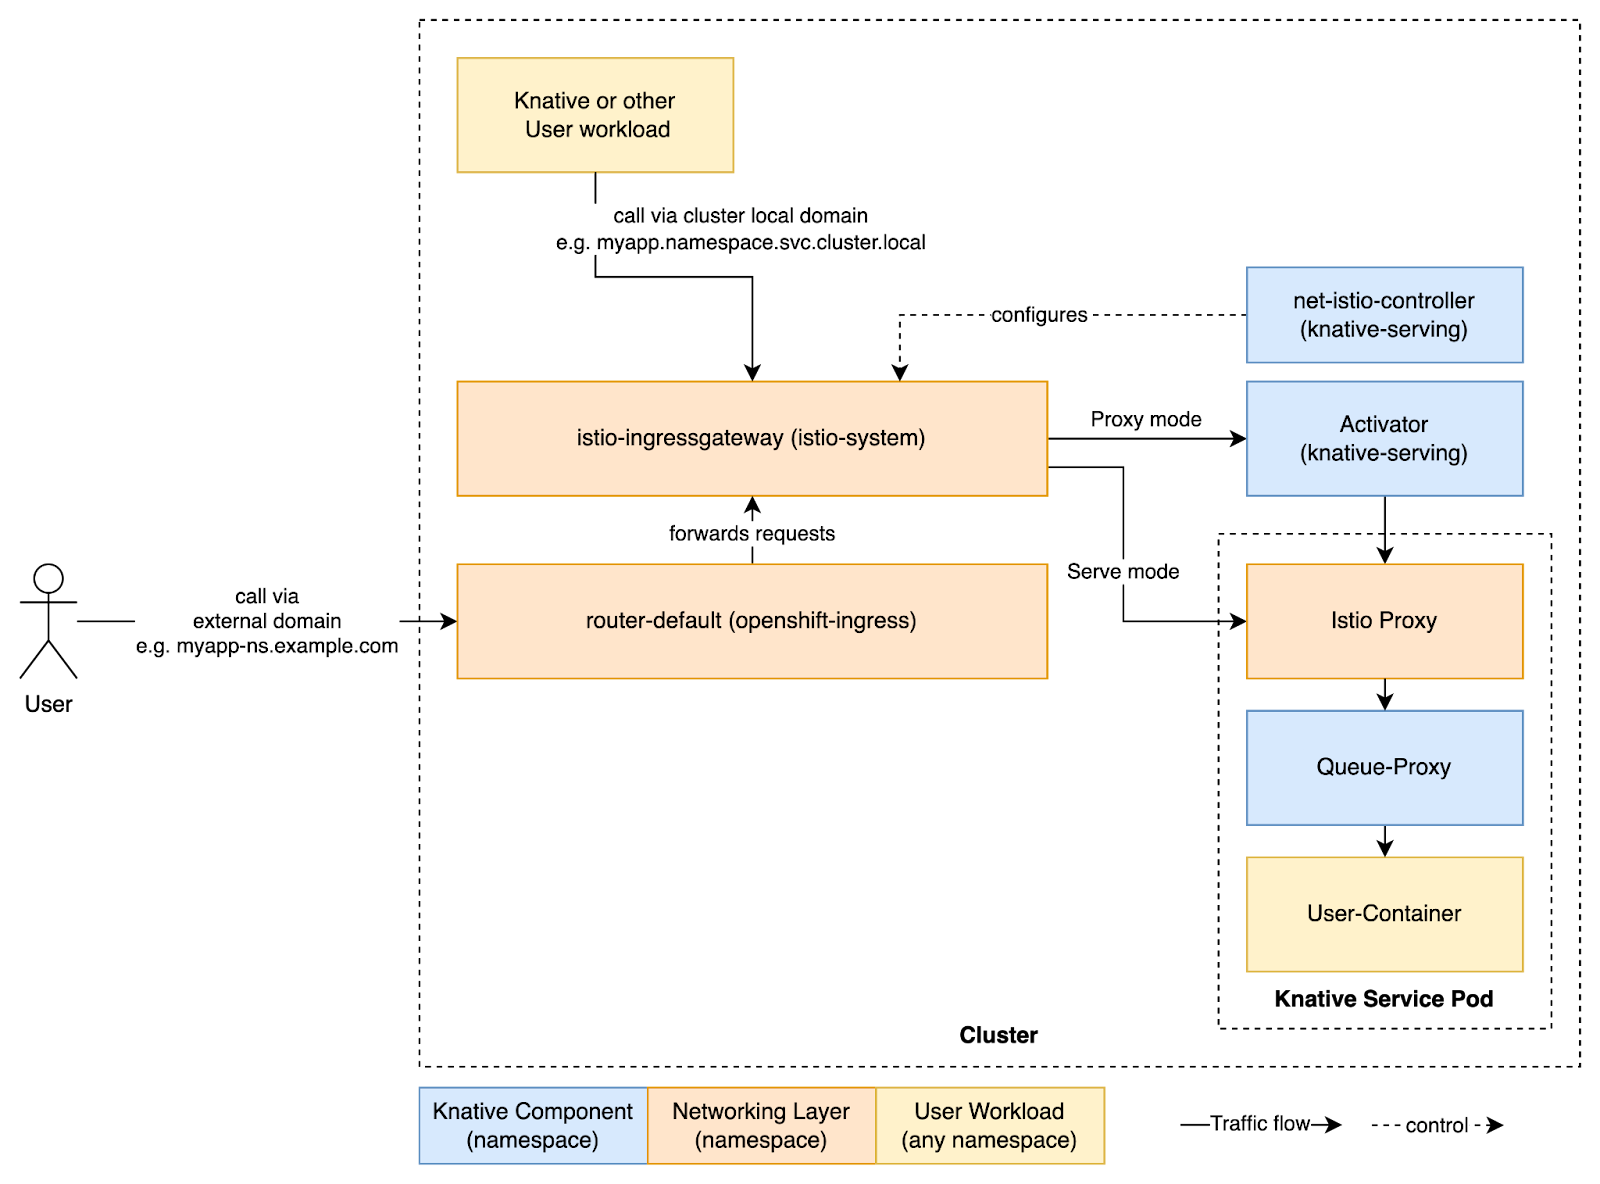 Knative or other
User workload
call via cluster local domain
e.g. myapp.namespace.svc.cluster.local
configures
net-istio-controller
(knative-serving)
istio-ingressgateway (istio-system)
Proxy mode
Activator
(knative-serving)
forwards requests
Serve mode
call via
external domain
e.g. myapp-ns.example.com
User
router-default (openshift-ingress)
Istio Proxy
Queue-Proxy
User-Container
Knative Service Pod
Cluster
Knative Component
(namespace)
Networking Layer
(namespace)
User Workload
(any namespace)
Traffic flow
control